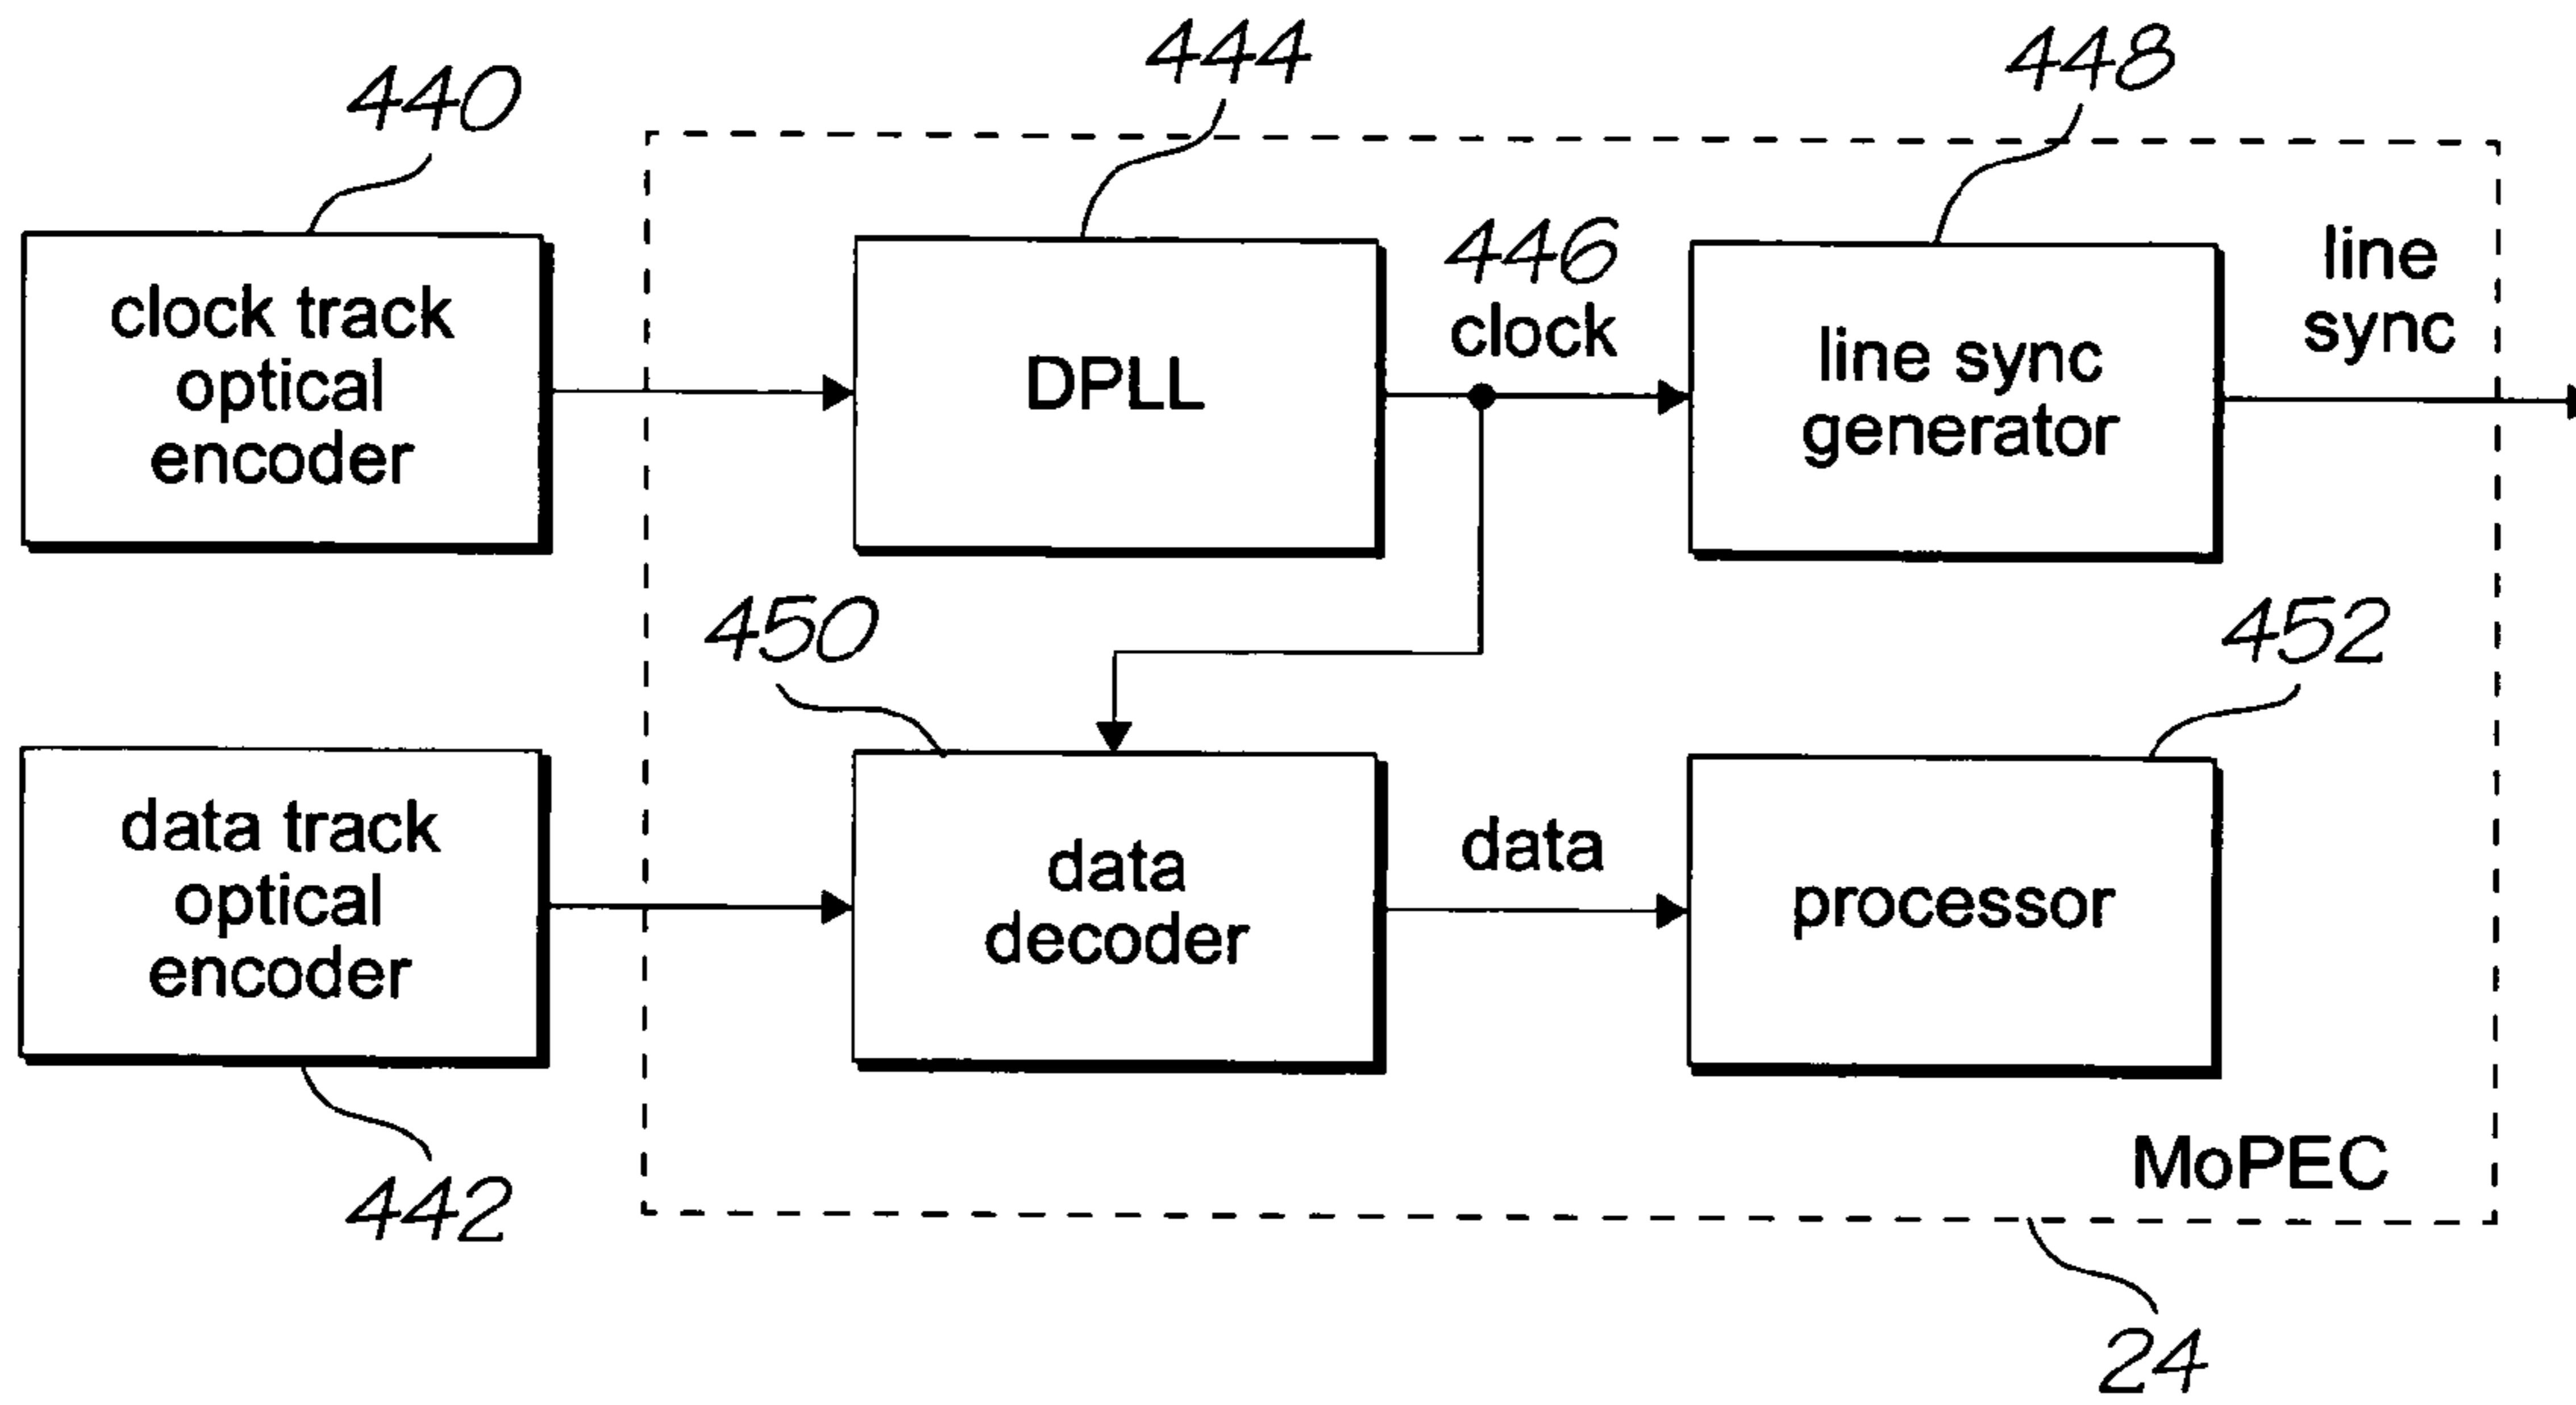 440
444
448
clock track
optical
encoder
DPLL
446
clock
line sync
generator
line
sync
450
452
data track
optical
encoder
data
decoder
data
processor
MoPEC
442
24